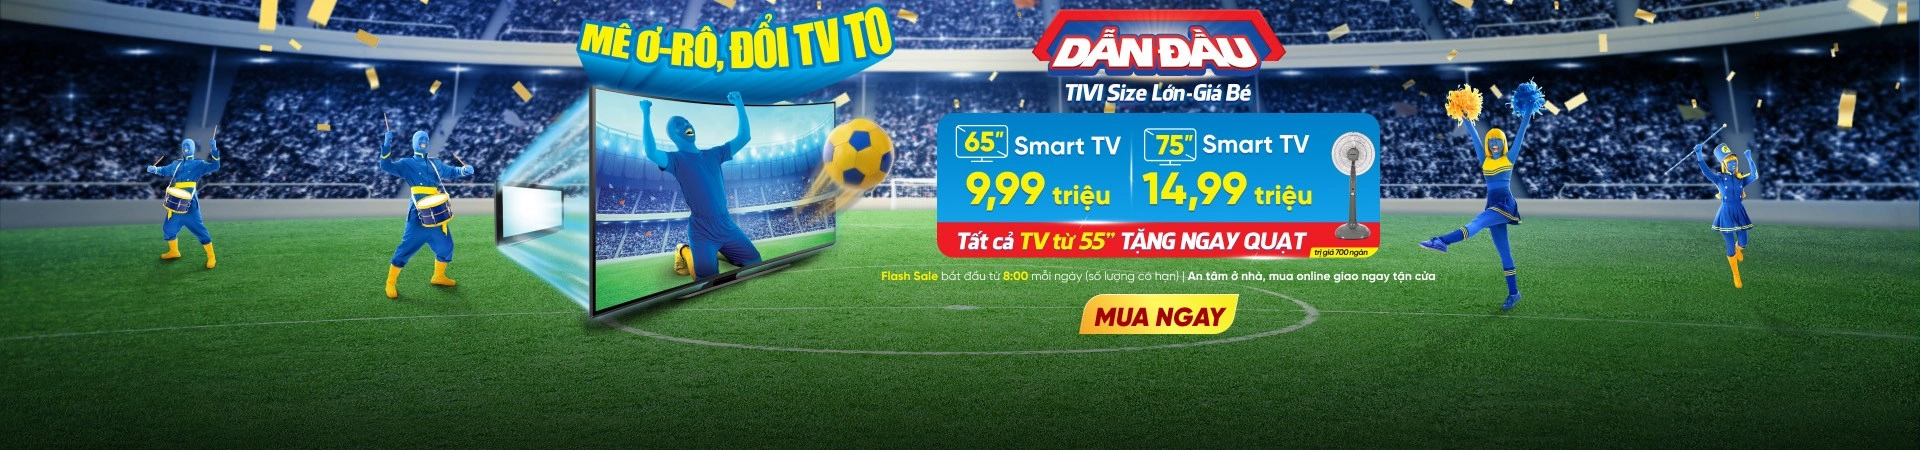 MÊ Ơ-RÔ, ĐỔI TV TO
DẪN ĐẦU
TIVI Size Lớn-Giá Bé
65” Smart TV
9,99 triệu
75” Smart TV
14,99 triệu
Tất cả TV từ 55” TẶNG NGAY QUẠT
trị giá 700 ngàn
Flash Sale bắt đầu từ 8:00 mỗi ngày (số lượng có hạn) | An tâm ở nhà, mua online giao ngay tận cửa
MUA NGAY